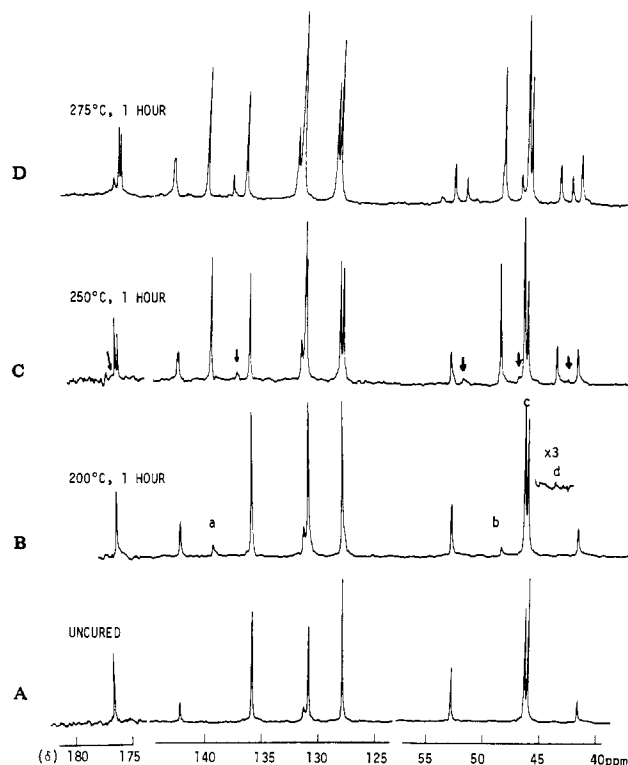 275°C, 1 HOUR
D
250°C, 1 HOUR
C
c
x3
d
200°C, 1 HOUR
a
b
B
UNCURED
A
(δ) 180 175 140 135 130 125 55 50 45 40ppm